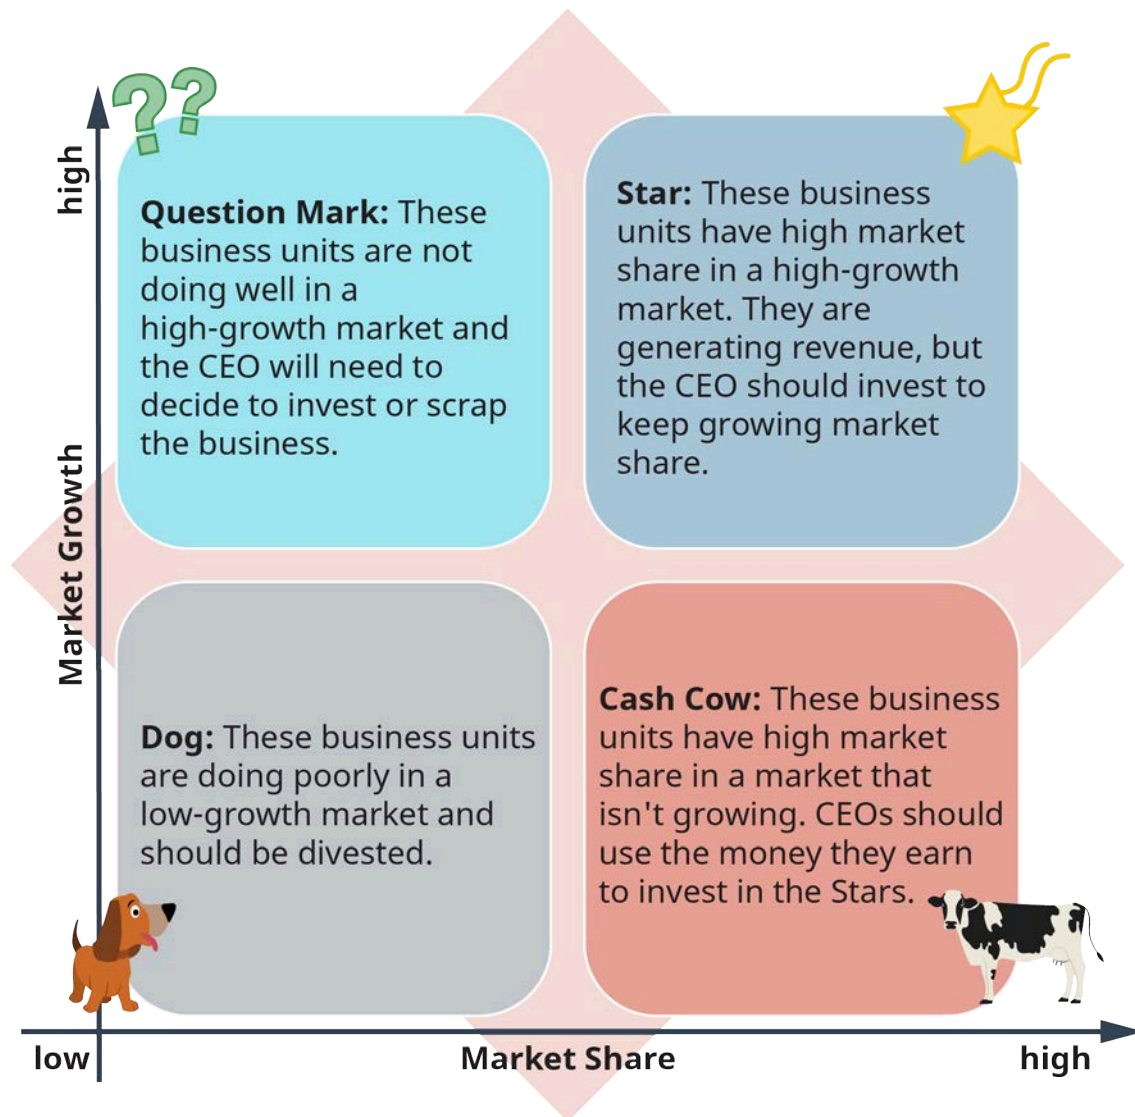 ??
high
Question Mark: These
business units are not
doing well in a
high-growth market and
the CEO will need to
decide to invest or scrap
the business.
Star: These business
units have high market
share in a high-growth
market. They are
generating revenue, but
the CEO should invest to
keep growing market
share.
Market Growth
Dog: These business units
are doing poorly in a
low-growth market and
should be divested.
Cash Cow: These business
units have high market
share in a market that
isn't growing. CEOs should
use the money they earn
to invest in the Stars.
low
Market Share
high